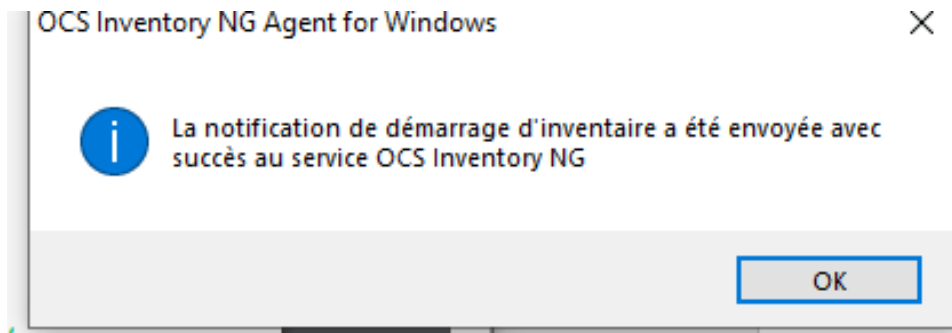 OCS Inventory NG Agent for Windows
La notification de démarrage d'inventaire a été envoyée avec
succès au service OCS Inventory NG
OK